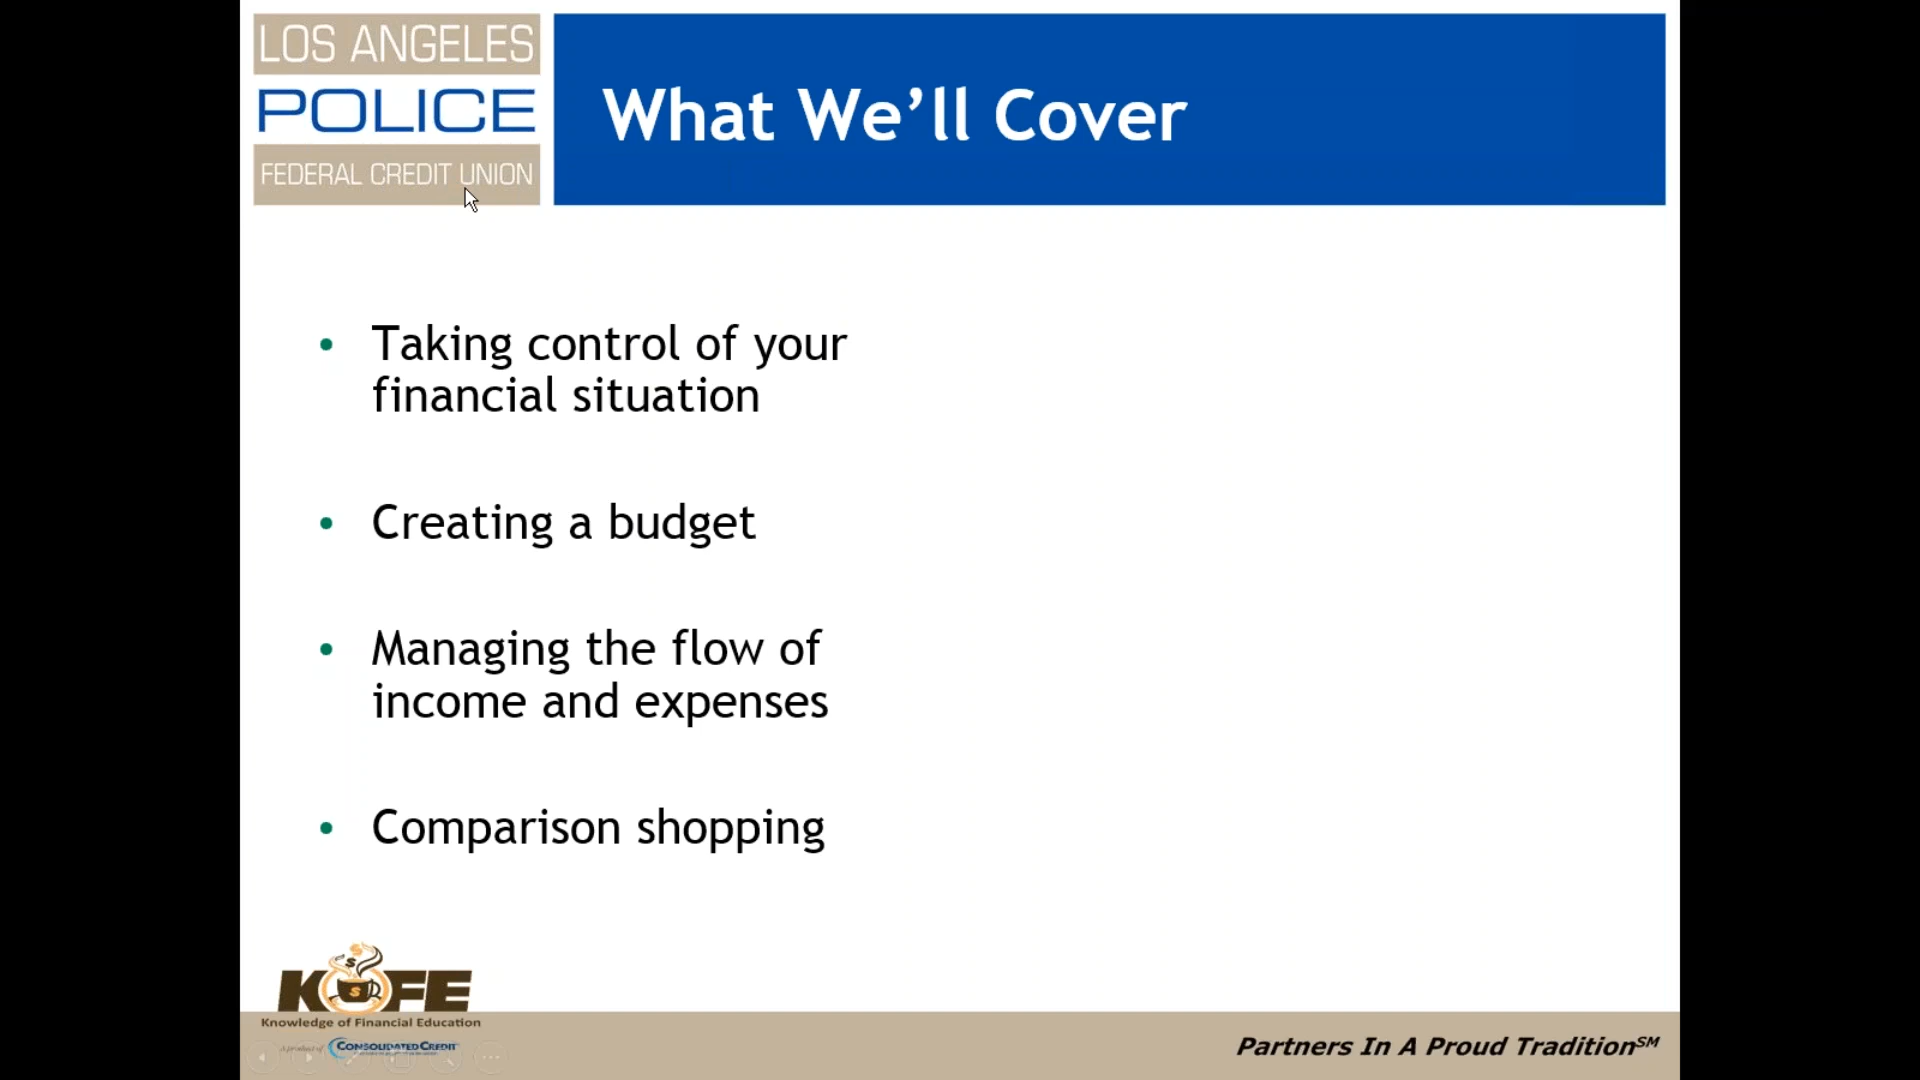 LOS ANGELES
POLICE
FEDERAL CREDIT UNION
What We’ll Cover
• Taking control of your
financial situation
• Creating a budget
• Managing the flow of
income and expenses
• Comparison shopping
KOFE
Knowledge of Financial Education
A product of CONSOLIDATED CREDIT
Partners In A Proud Tradition℠